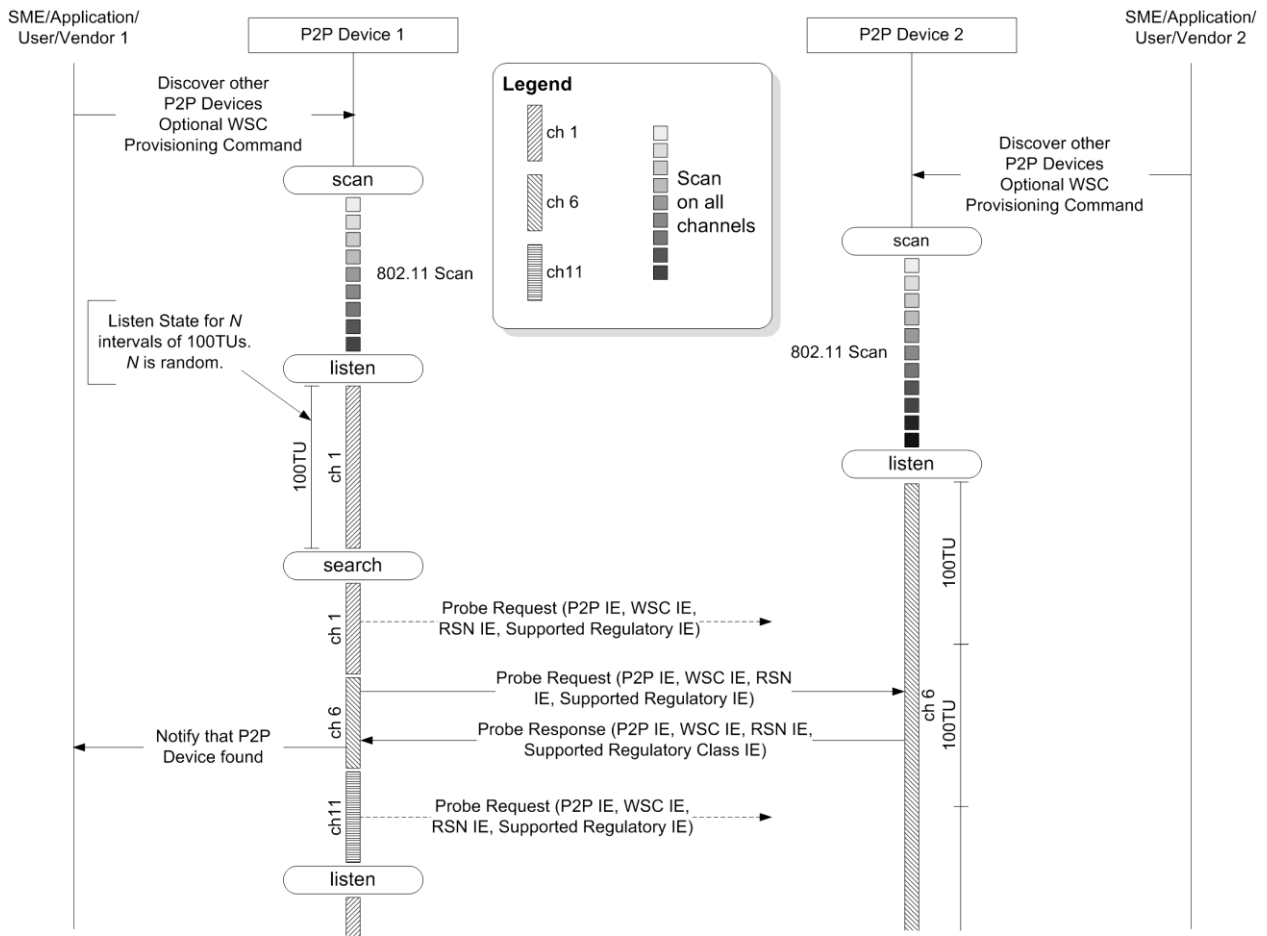 SME/Application/
User/Vendor 1
P2P Device 1
P2P Device 2
SME/Application/
User/Vendor 2
Discover other
P2P Devices
Optional WSC
Provisioning Command
Legend
ch 1
ch 6
ch11
Scan
on all
channels
Discover other
P2P Devices
Optional WSC
Provisioning Command
scan
802.11 Scan
scan
802.11 Scan
Listen State for N
intervals of 100TUs.
N is random.
listen
100TU
ch 1
listen
100TU
search
ch 1
Probe Request (P2P IE, WSC IE,
RSN IE, Supported Regulatory IE)
ch 6
Probe Request (P2P IE, WSC IE, RSN
IE, Supported Regulatory IE)
ch 6
100TU
Probe Response (P2P IE, WSC IE, RSN IE,
Supported Regulatory Class IE)
Notify that P2P
Device found
ch11
Probe Request (P2P IE, WSC IE,
RSN IE, Supported Regulatory IE)
listen